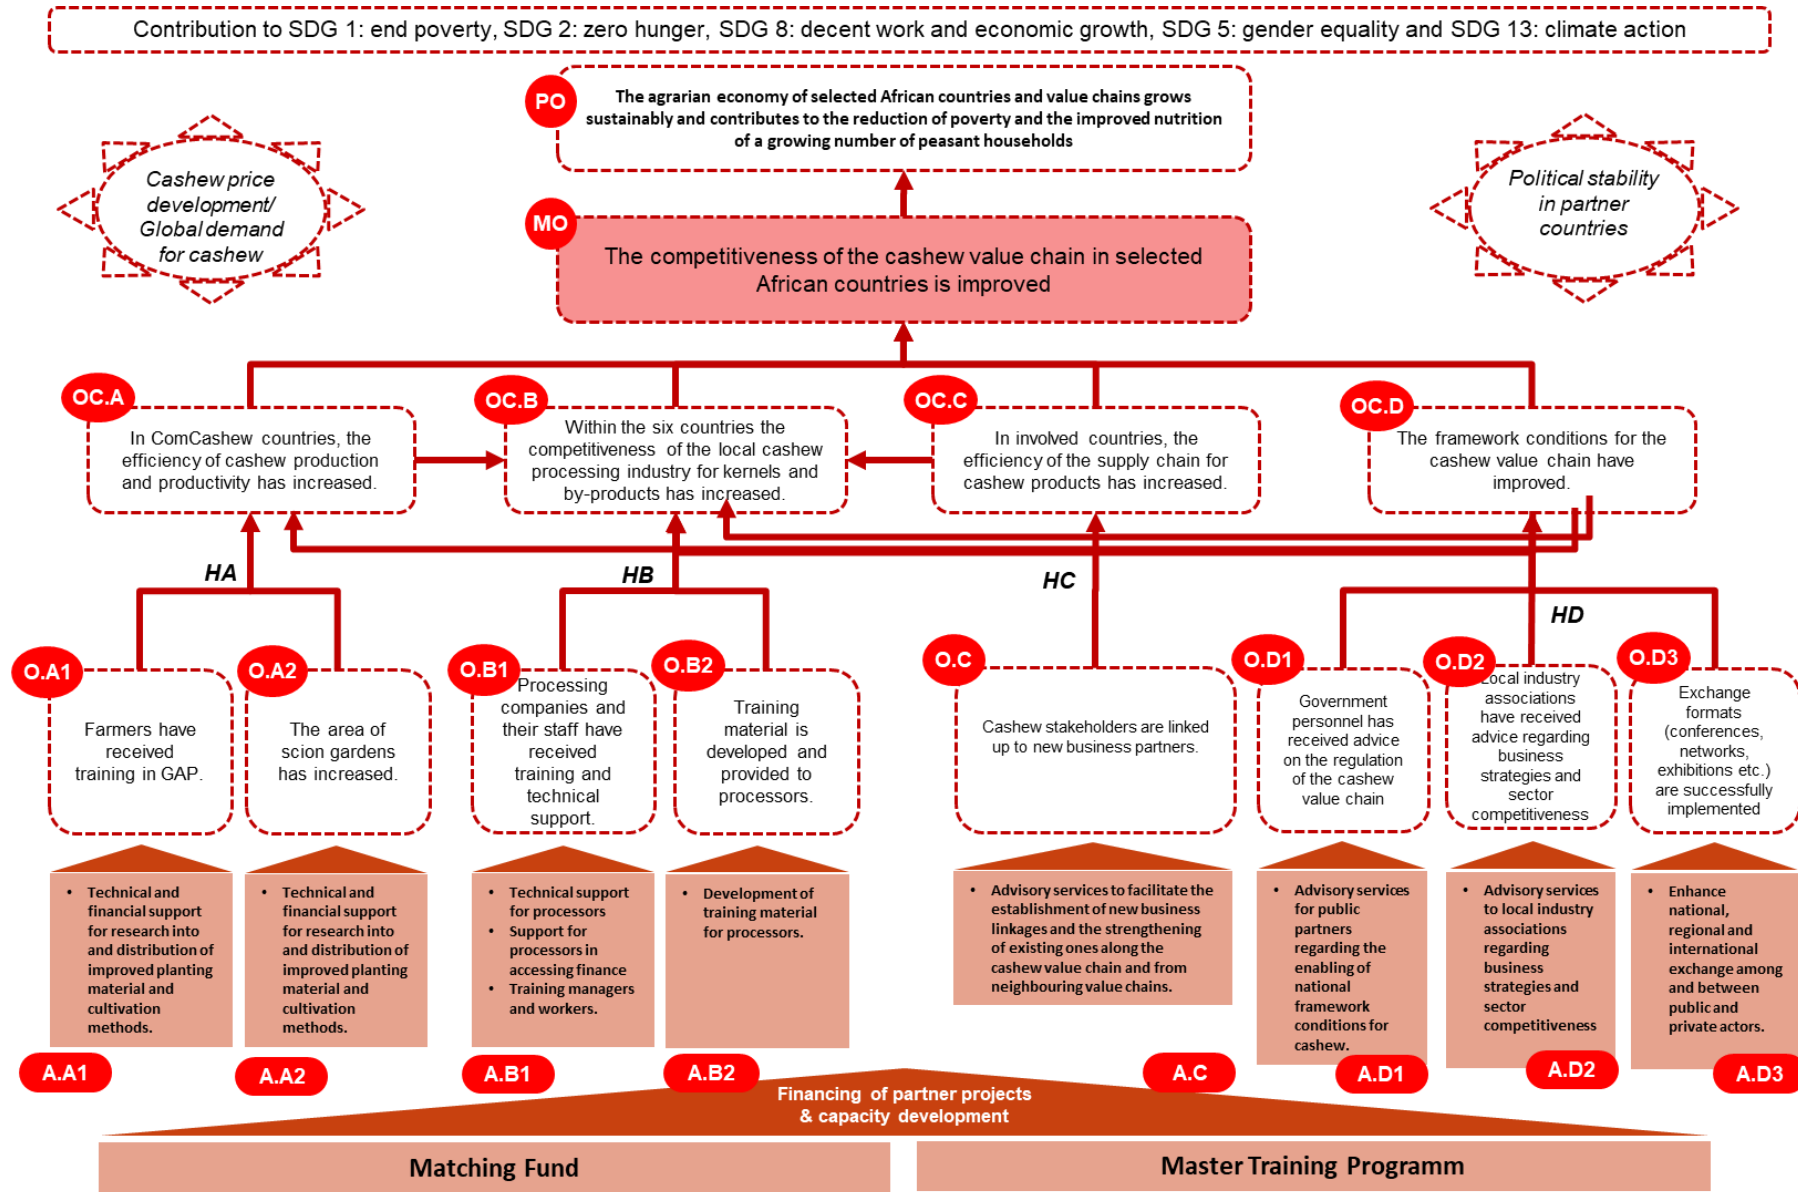 Contribution to SDG 1: end poverty, SDG 2: zero hunger, SDG 8: decent work and economic growth, SDG 5: gender equality and SDG 13: climate action
PO
The agrarian economy of selected African countries and value chains grows
sustainably and contributes to the reduction of poverty and the improved nutrition
of a growing number of peasant households
Cashew price
development/
Global demand
for cashew
Political stability
in partner
countries
MO
The competitiveness of the cashew value chain in selected
African countries is improved
OC.A
In ComCashew countries, the
efficiency of cashew production
and productivity has increased.
OC.B
Within the six countries the
competitiveness of the local cashew
processing industry for kernels and
by-products has increased.
OC.C
In involved countries, the
efficiency of the supply chain for
cashew products has increased.
OC.D
The framework conditions for the
cashew value chain have
improved.
HA
HB
HC
HD
O.A1
Farmers have
received
training in GAP.
O.A2
The area of
scion gardens
has increased.
O.B1
Processing
companies and
their staff have
received
training and
technical
support.
O.B2
Training
material is
developed and
provided to
processors.
O.C
Cashew stakeholders are linked
up to new business partners.
O.D1
Government
personnel has
received advice
on the regulation
of the cashew
value chain
O.D2
Local industry
associations
have received
advice regarding
business
strategies and
sector
competitiveness
O.D3
Exchange
formats
(conferences,
networks,
exhibitions etc.)
are successfully
implemented
• Technical and
financial support
for research into
and distribution of
improved planting
material and
cultivation
methods.
A.A1
• Technical and
financial support
for research into
and distribution of
improved planting
material and
cultivation
methods.
A.A2
• Technical support
for processors
• Support for
processors in
accessing finance
• Training managers
and workers.
A.B1
• Development of
training material
for processors.
A.B2
• Advisory services to facilitate the
establishment of new business
linkages and the strengthening
of existing ones along the
cashew value chain and from
neighbouring value chains.
A.C
• Advisory services
for public
partners
regarding the
enabling of
national
framework
conditions for
cashew.
A.D1
• Advisory services
to local industry
associations
regarding
business
strategies and
sector
competitiveness
A.D2
• Enhance
national,
regional and
international
exchange among
and between
public and
private actors.
A.D3
Financing of partner projects
& capacity development
Matching Fund
Master Training Programm